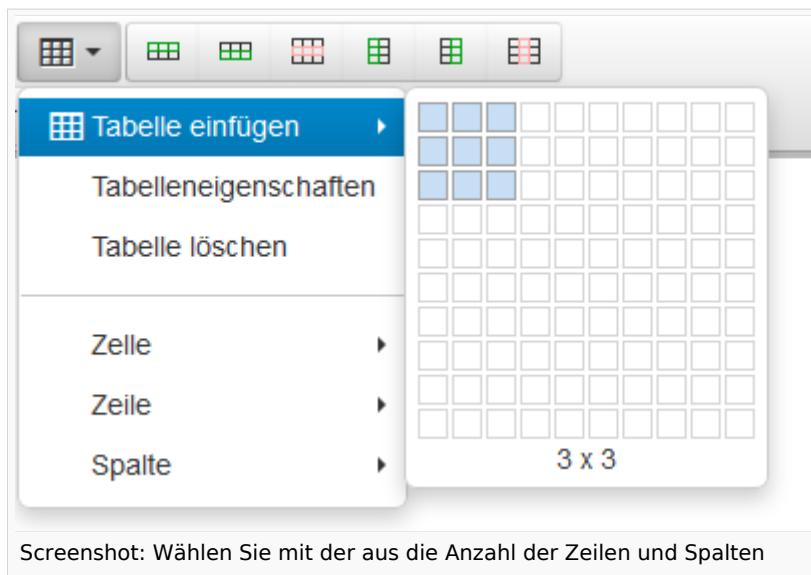 Tabelle einfügen
Tabelleneigenschaften
Tabelle löschen
Zelle
Zeile
Spalte
3 x 3
Screenshot: Wählen Sie mit der aus die Anzahl der Zeilen und Spalten